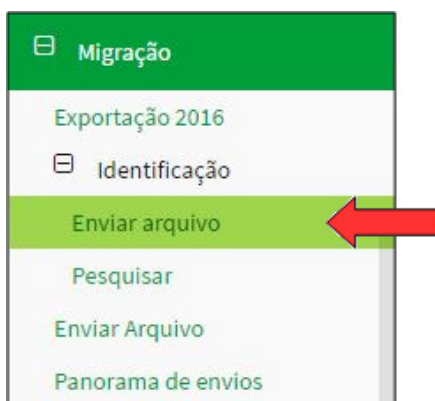 Migração
Exportação 2016
Identificação
Enviar arquivo
Pesquisar
Enviar Arquivo
Panorama de envios